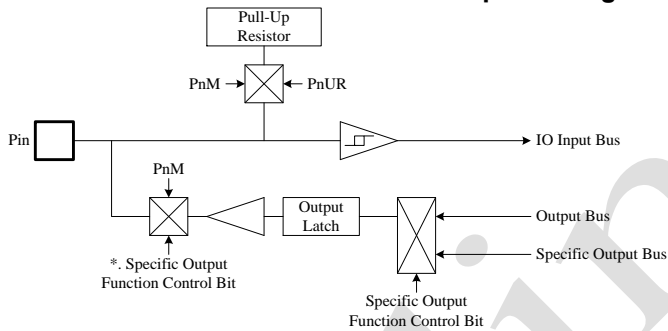 Pull-Up
Resistor
PnM
PnUR
Pin
IO Input Bus
PnM
Output
Latch
Output Bus
Specific Output Bus
*. Specific Output
Function Control Bit
Specific Output
Function Control Bit